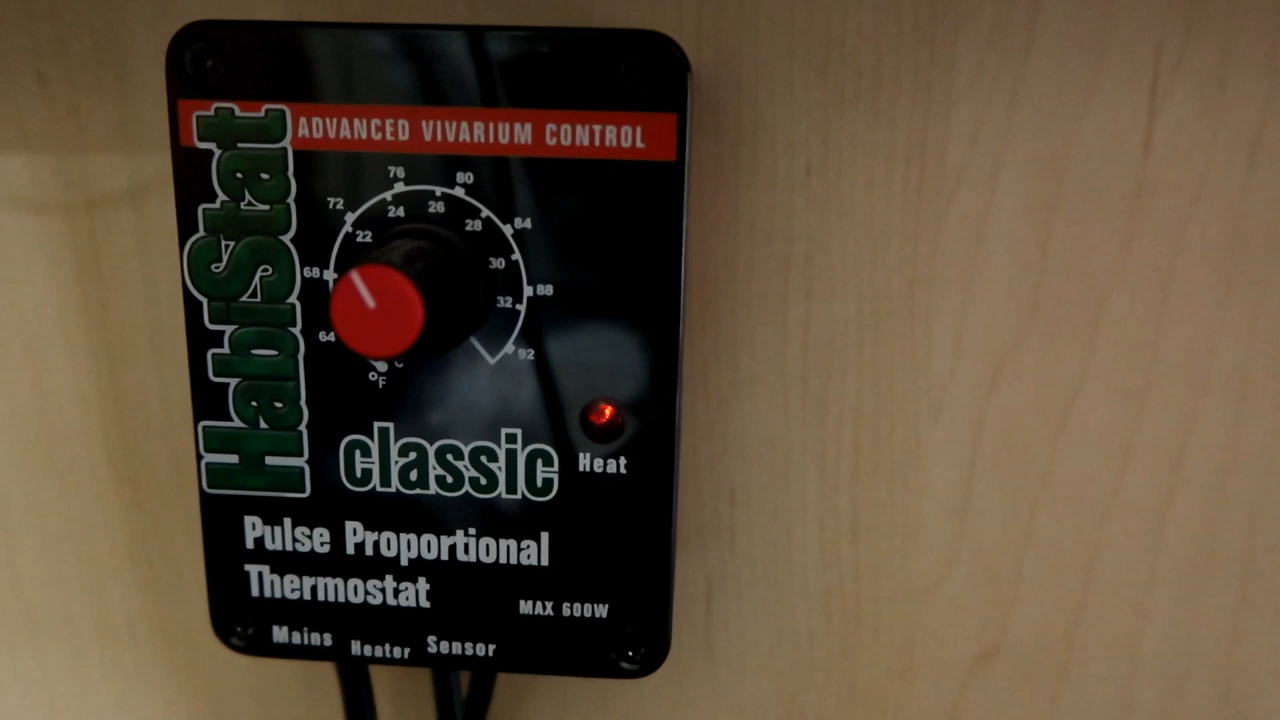 ADVANCED VIVARIUM CONTROL
HabiStat
76 80
72 24 26 84
22 28
68 30
32 88
64 92
°F C
classic
Heat
Pulse Proportional
Thermostat
MAX 600W
Mains Heater Sensor